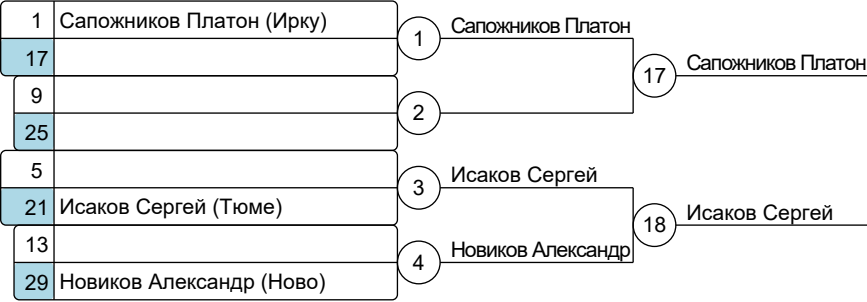 1 Сапожников Платон (Ирку)
17
1 Сапожников Платон
17 Сапожников Платон
9
25
2
5
21 Исаков Сергей (Тюме)
3 Исаков Сергей
18 Исаков Сергей
13
29 Новиков Александр (Ново)
4 Новиков Александр